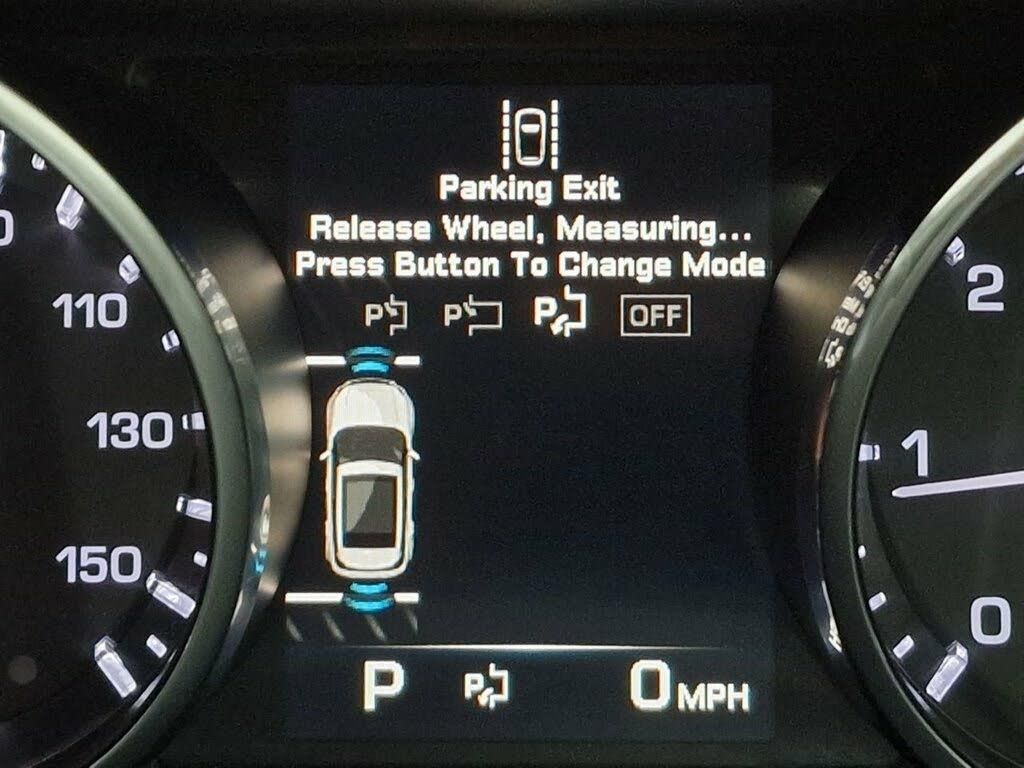 Parking Exit
Release Wheel, Measuring...
Press Button To Change Mode
P P P OFF
110
130
150
2
1
0
P P 0 MPH